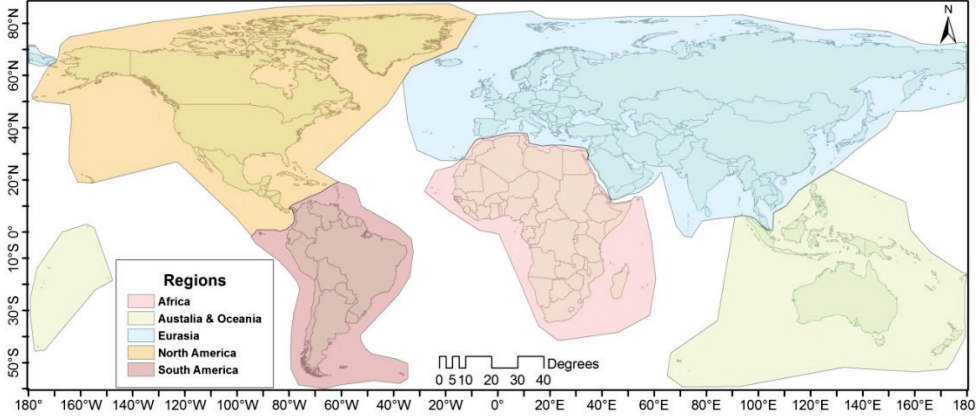 80°N
60°N
40°N
20°N
0°
10°S
30°S
50°S
N
Regions
Africa
Austalia & Oceania
Eurasia
North America
South America
Degrees
0 5 10 20 30 40
180° 160°W 140°W 120°W 100°W 80°W 60°W 40°W 20°W 0° 20°E 40°E 60°E 80°E 100°E 120°E 140°E 160°E 180°